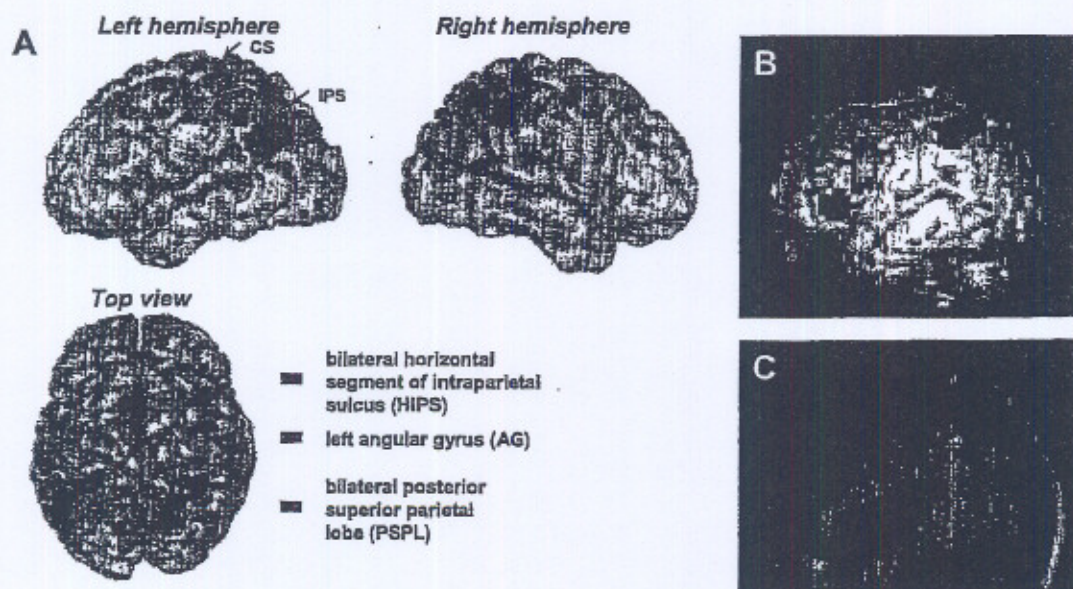 A
Left hemisphere
CS
IPS
Right hemisphere
B
Top view
bilateral horizontal
segment of intraparietal
sulcus (HIPS)
left angular gyrus (AG)
bilateral posterior
superior parietal
lobe (PSPL)
C